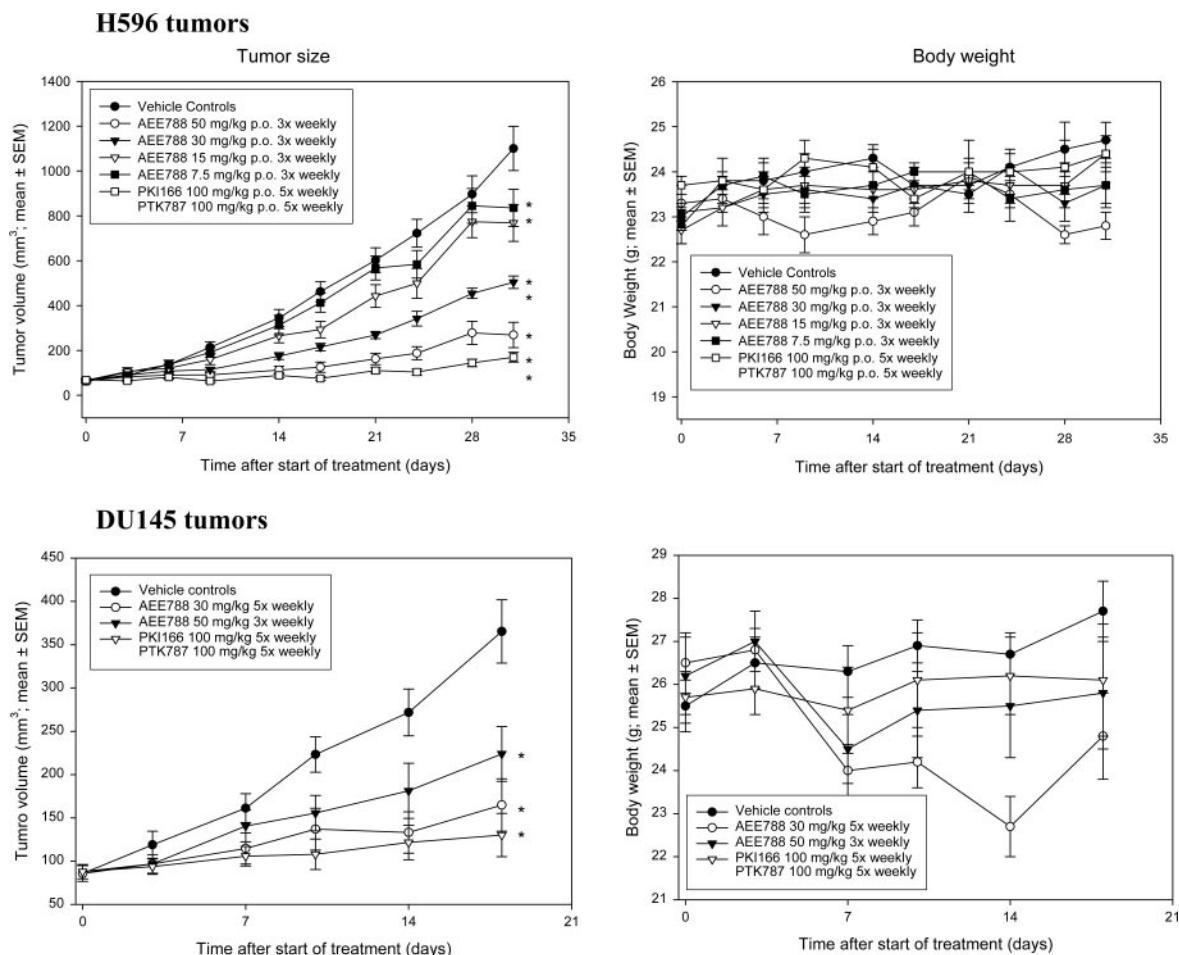 H596 tumors
Tumor size
1400
1200
1000
800
600
400
200
0
Tumor volume (mm³; mean ± SEM)
Vehicle Controls
AEE788 50 mg/kg p.o. 3x weekly
AEE788 30 mg/kg p.o. 3x weekly
AEE788 15 mg/kg p.o. 3x weekly
AEE788 7.5 mg/kg p.o. 3x weekly
PKI166 100 mg/kg p.o. 5x weekly
PTK787 100 mg/kg p.o. 5x weekly
*
*
*
*
*
*
*
0 7 14 21 28 35
Time after start of treatment (days)
Body weight
26
25
24
23
22
21
20
19
Body Weight (g; mean ± SEM)
Vehicle Controls
AEE788 50 mg/kg p.o. 3x weekly
AEE788 30 mg/kg p.o. 3x weekly
AEE788 15 mg/kg p.o. 3x weekly
AEE788 7.5 mg/kg p.o. 3x weekly
PKI166 100 mg/kg p.o. 5x weekly
PTK787 100 mg/kg p.o. 5x weekly
0 7 14 21 28 35
Time after start of treatment (days)
DU145 tumors
450
400
350
300
250
200
150
100
50
Tumro volume (mm³; mean ± SEM)
Vehicle controls
AEE788 30 mg/kg 5x weekly
AEE788 50 mg/kg 3x weekly
PKI166 100 mg/kg 5x weekly
PTK787 100 mg/kg 5x weekly
*
*
*
0 7 14 21
Time after start of treatment (days)
29
28
27
26
25
24
23
22
21
Body weight (g; mean ± SEM)
Vehicle controls
AEE788 30 mg/kg 5x weekly
AEE788 50 mg/kg 3x weekly
PKI166 100 mg/kg 5x weekly
PTK787 100 mg/kg 5x weekly
0 7 14 21
Time after start of treatment (days)